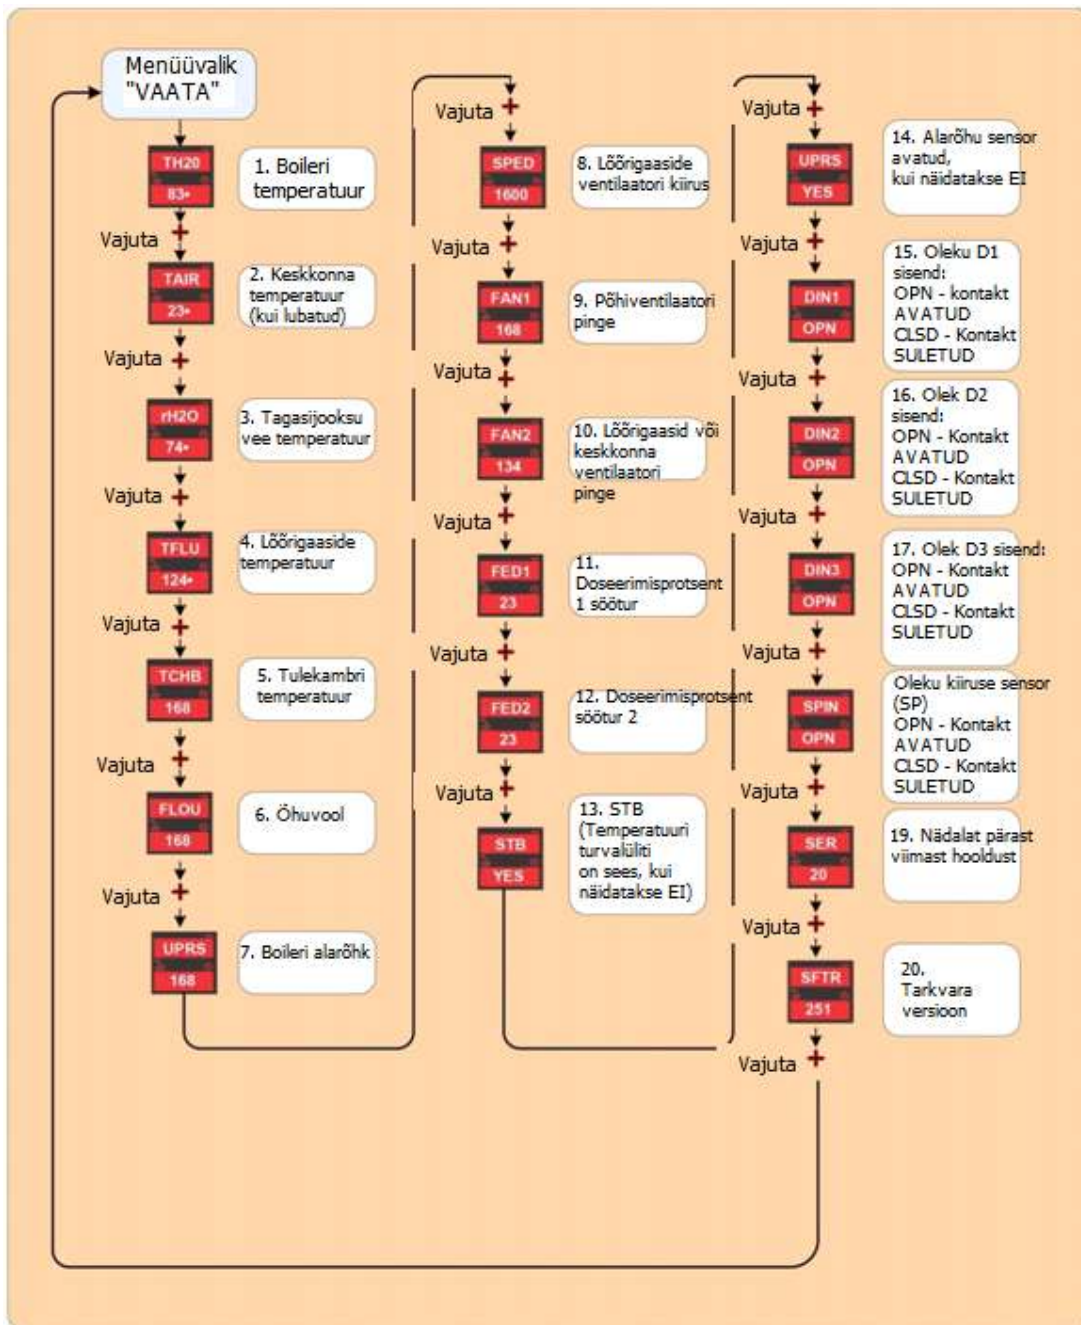 Menüüvalik
"VAATA"
TH20
83•
1. Boileri
temperatuur
Vajuta +
TAIR
23•
2. Keskkonna
temperatuur
(kui lubatud)
Vajuta +
rH2O
74•
3. Tagasijooksu
vee temperatuur
Vajuta +
TFLU
124•
4. Lõõrigaaside
temperatuur
Vajuta +
TCHB
168
5. Tulekambri
temperatuur
Vajuta +
FLOU
168
6. Õhuvool
Vajuta +
UPRS
168
7. Boileri alarõhk
Vajuta +
SPED
1600
8. Lõõrigaaside
ventilaatori kiirus
Vajuta +
FAN1
168
9. Põhiventilaatori
pinge
Vajuta +
FAN2
134
10. Lõõrigaasid või
keskkonna
ventilaatori
pinge
Vajuta +
FED1
23
11.
Doseerimisprotsent
1 söötur
Vajuta +
FED2
23
12. Doseerimisprotsent
söötur 2
Vajuta +
STB
YES
13. STB
(Temperatuuri
turvalüliti
on sees, kui
näidatakse EI)
Vajuta +
UPRS
YES
14. Alarõhu sensor
avatud,
kui näidatakse EI
Vajuta +
DIN1
OPN
15. Oleku D1
sisend:
OPN - kontakt
AVATUD
CLSD - Kontakt
SULETUD
Vajuta +
DIN2
OPN
16. Olek D2
sisend:
OPN - Kontakt
AVATUD
CLSD - Kontakt
SULETUD
Vajuta +
DIN3
OPN
17. Olek D3 sisend:
OPN - Kontakt
AVATUD
CLSD - Kontakt
SULETUD
Vajuta +
SPIN
OPN
Oleku kiiruse sensor
(SP)
OPN - Kontakt
AVATUD
CLSD - Kontakt
SULETUD
Vajuta +
SER
20
19. Nädalat pärast
viimast hooldust
Vajuta +
SFTR
251
20.
Tarkvara
versioon
Vajuta +